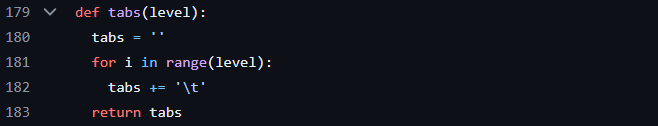 179 def tabs(level):
180 tabs = ''
181 for i in range(level):
182 tabs += '\t'
183 return tabs